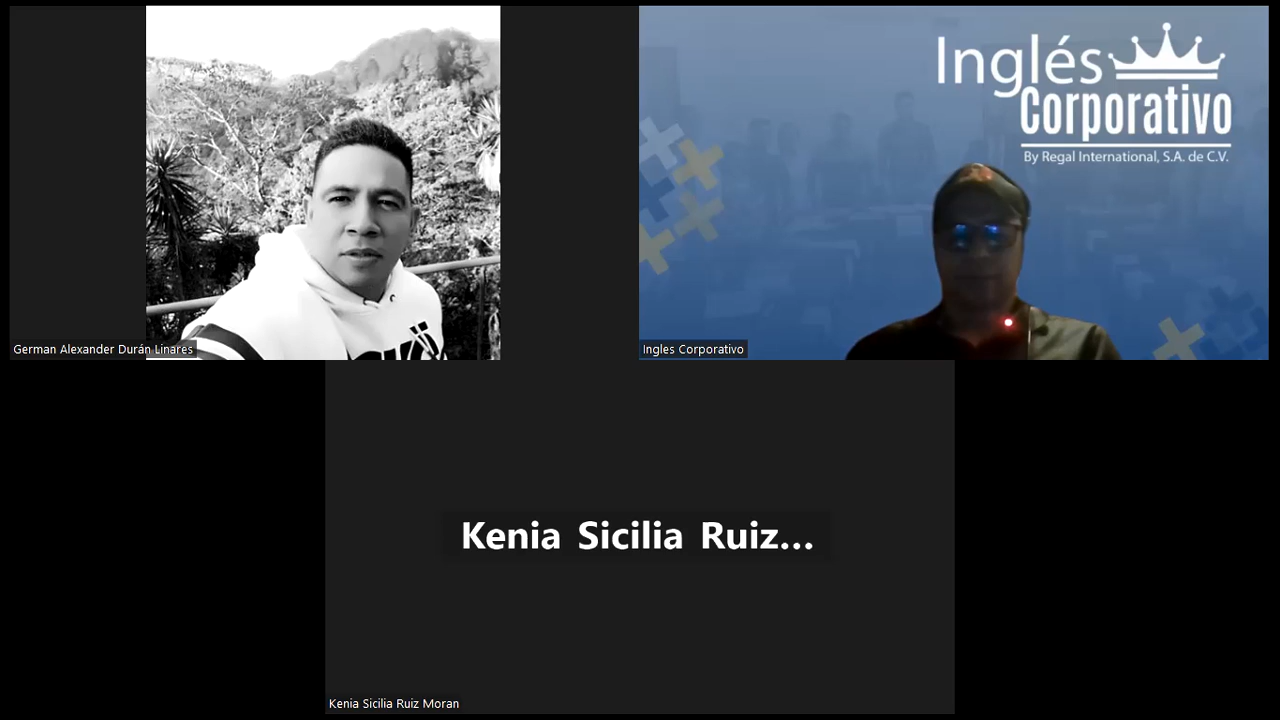 Inglés
Corporativo
By Regal International, S.A. de C.V.
German Alexander Durán Linares
Ingles Corporativo
Kenia Sicilia Ruiz...
Kenia Sicilia Ruiz Moran